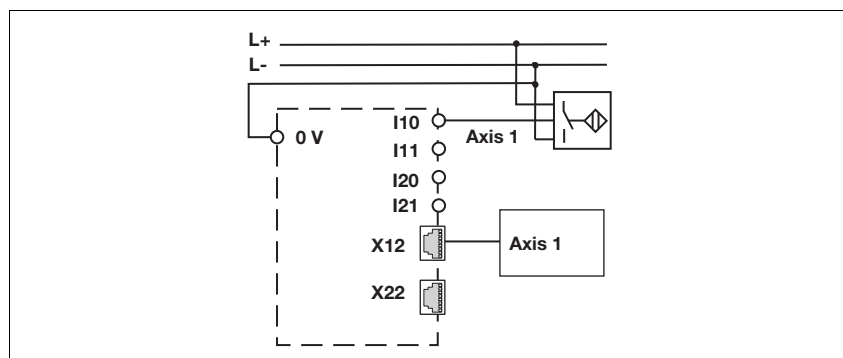 L+
L-
0 V
I10
Axis 1
I11
I20
I21
X12
Axis 1
X22